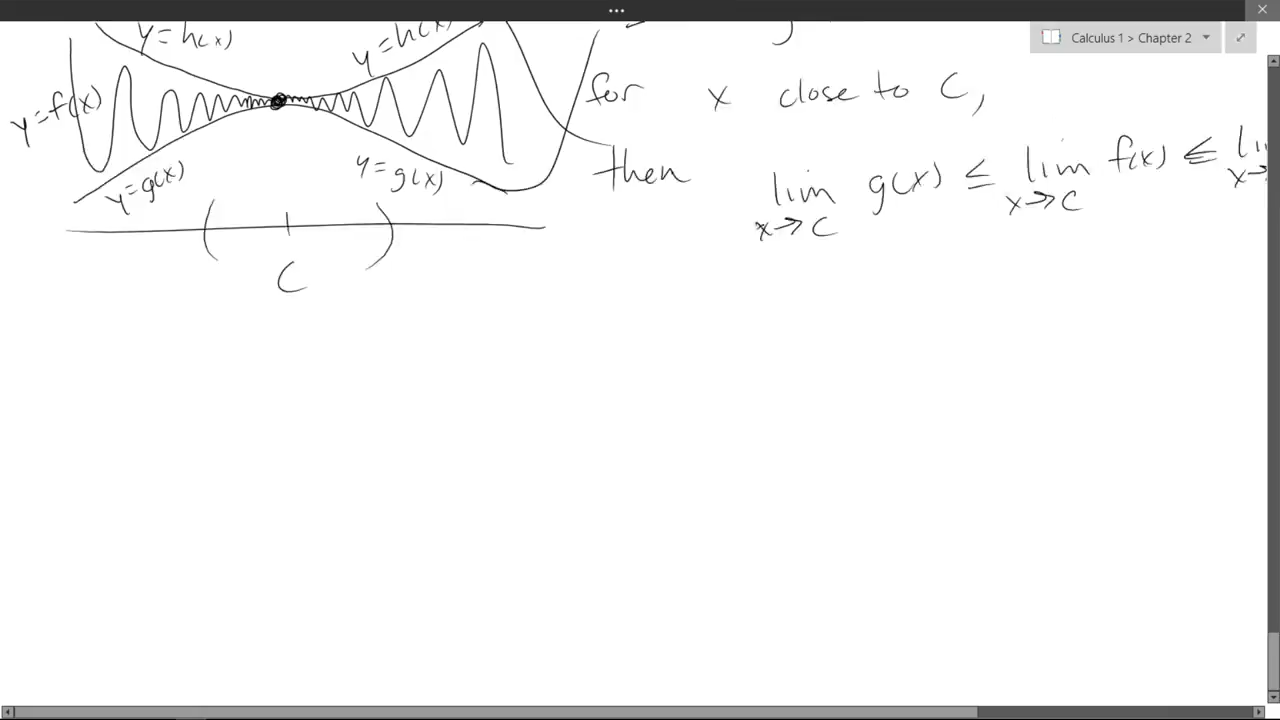 Calculus 1 > Chapter 2
y=h(x)
y=h(x)
y=f(x)
for x close to C,
y=g(x)
y=g(x)
then lim g(x) ≤ lim f(x) ≤
x→C x→C x→
C